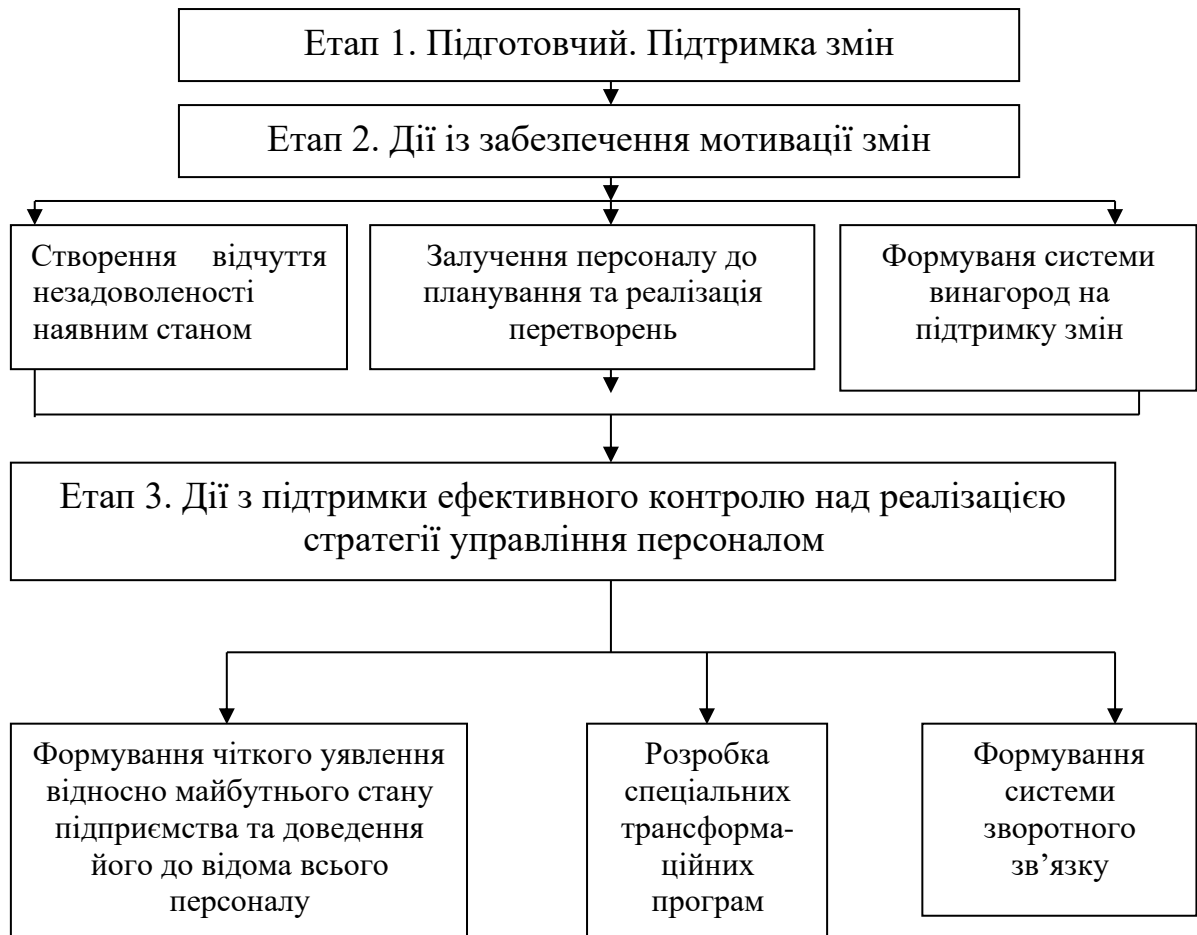 Етап 1. Підготовчий. Підтримка змін
Етап 2. Дії із забезпечення мотивації змін
Створення відчуття
незадоволеності
наявним станом
Залучення персоналу до
планування та реалізація
перетворень
Формуваня системи
винагород на
підтримку змін
Етап 3. Дії з підтримки ефективного контролю над реалізацією
стратегії управління персоналом
Формування чіткого уявлення
відносно майбутнього стану
підприємства та доведення
його до відома всього
персоналу
Розробка
спеціальних
трансформа-
ційних
програм
Формування
системи
зворотного
зв’язку